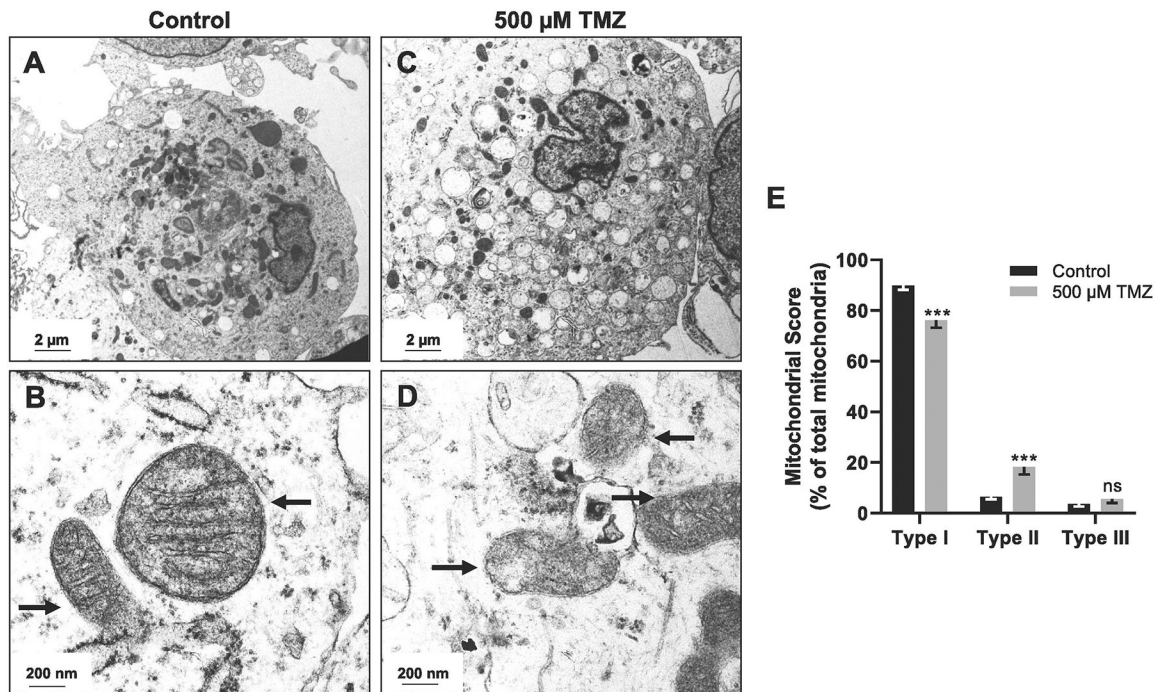 Control
500 µM TMZ
A
C
2 µm
2 µm
B
D
200 nm
200 nm
E
Mitochondrial Score
(% of total mitochondria)
100
80
60
40
20
0
Control
500 µM TMZ
***
***
ns
Type I
Type II
Type III